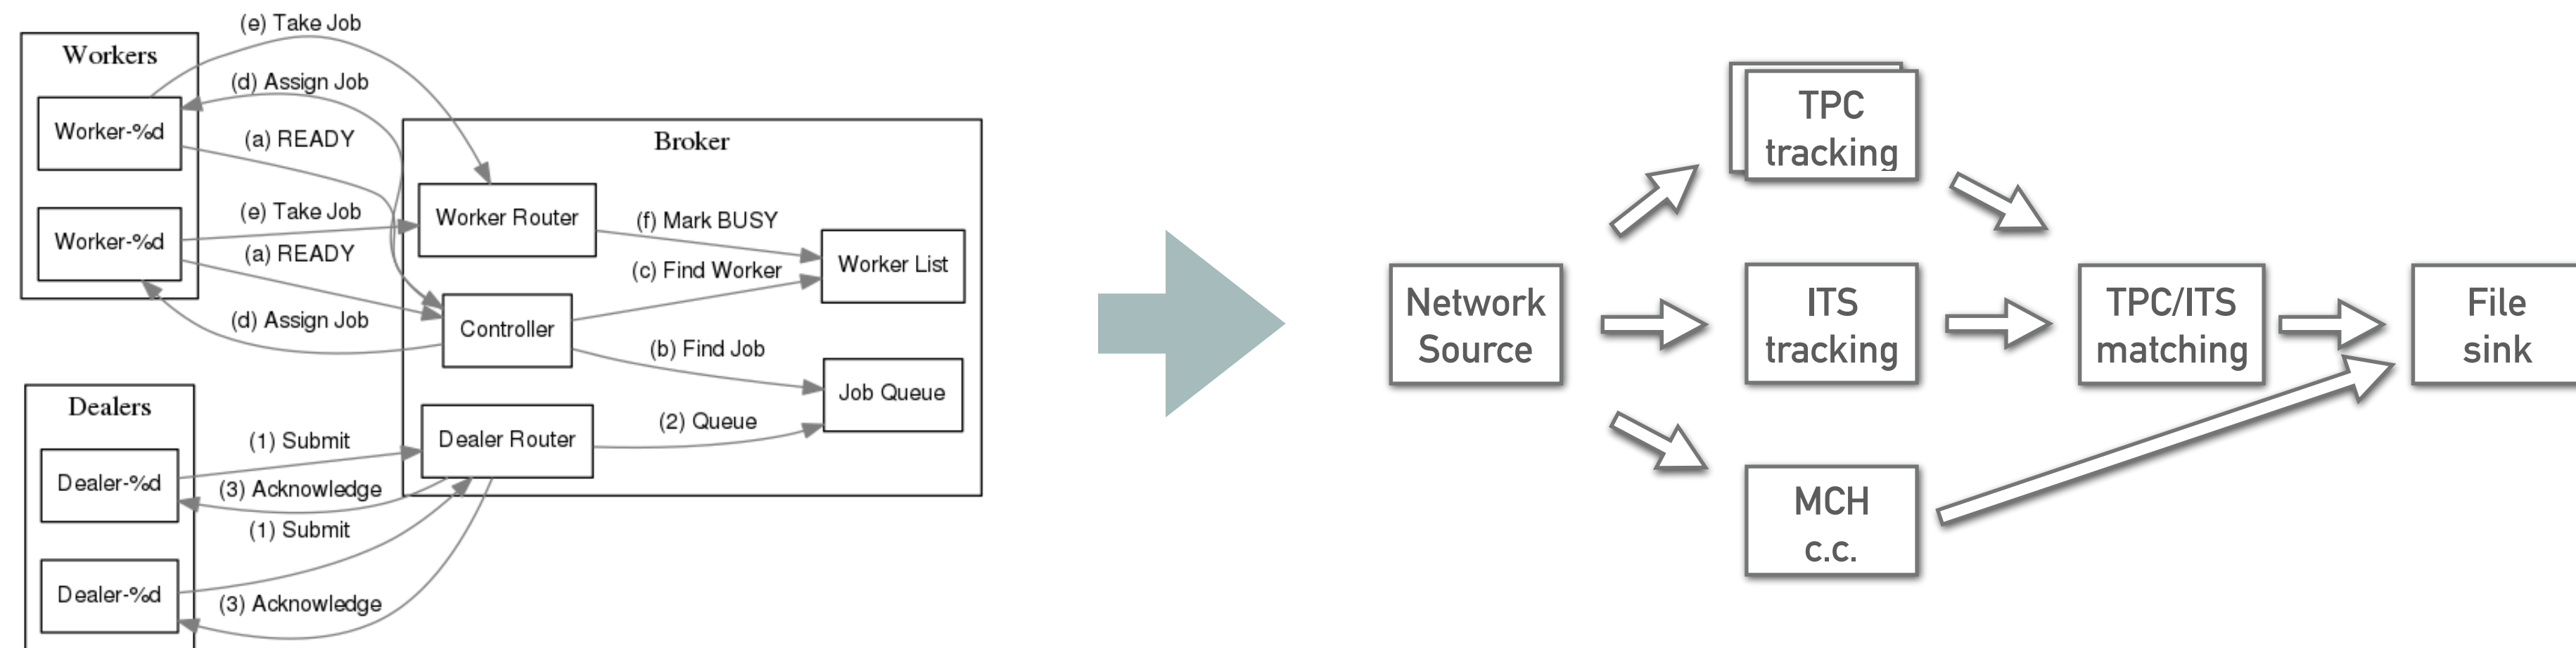 (e) Take Job
Workers
(d) Assign Job
Worker-%d
(a) READY
Broker
(e) Take Job
Worker Router
(f) Mark BUSY
Worker-%d
(a) READY
(c) Find Worker
Worker List
(d) Assign Job
Controller
(b) Find Job
Job Queue
Dealers
(1) Submit
Dealer Router
(2) Queue
Dealer-%d
(3) Acknowledge
(1) Submit
Dealer-%d
(3) Acknowledge
TPC
tracking
Network
Source
ITS
tracking
TPC/ITS
matching
File
sink
MCH
c.c.